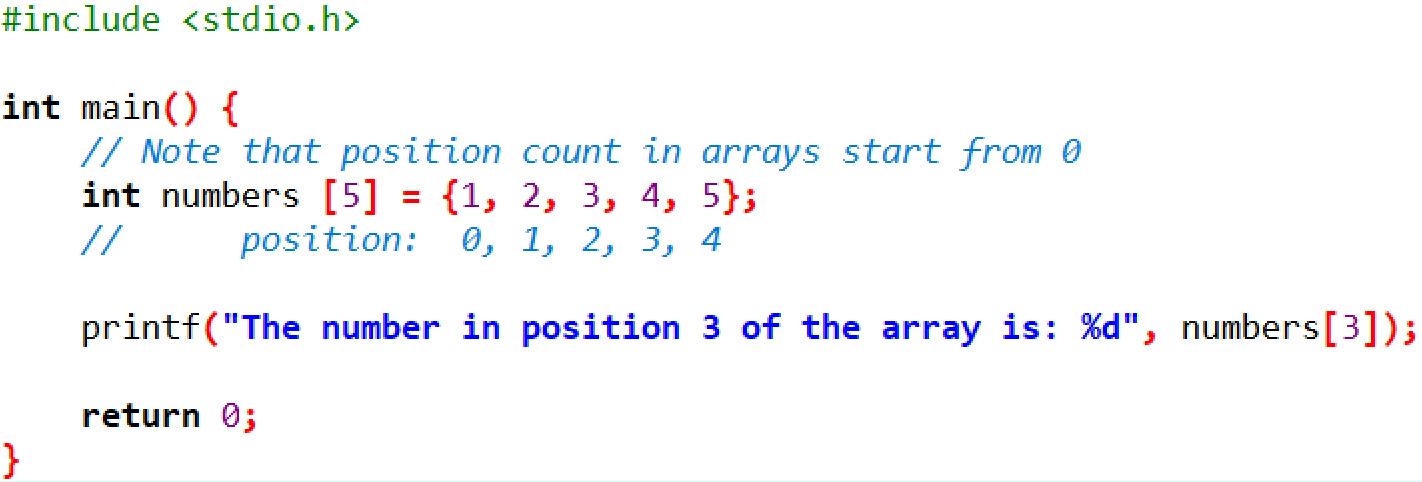 #include <stdio.h>
int main() {
// Note that position count in arrays start from 0
int numbers [5] = {1, 2, 3, 4, 5};
//      position:  0, 1, 2, 3, 4
printf("The number in position 3 of the array is: %d", numbers[3]);
return 0;
}